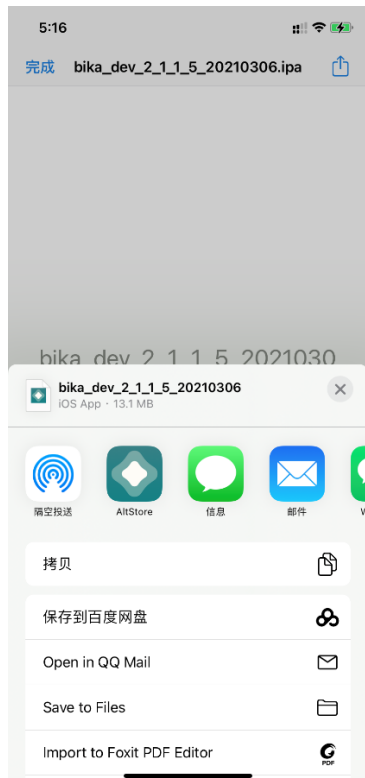 5:16
完成 bika_dev_2_1_1_5_20210306.ipa
bika_dev_2_1_1_5_2021030
bika_dev_2_1_1_5_20210306
iOS App · 13.1 MB
隔空投送 AltStore 信息 邮件
拷贝
保存到百度网盘
Open in QQ Mail
Save to Files
Import to Foxit PDF Editor
PDF